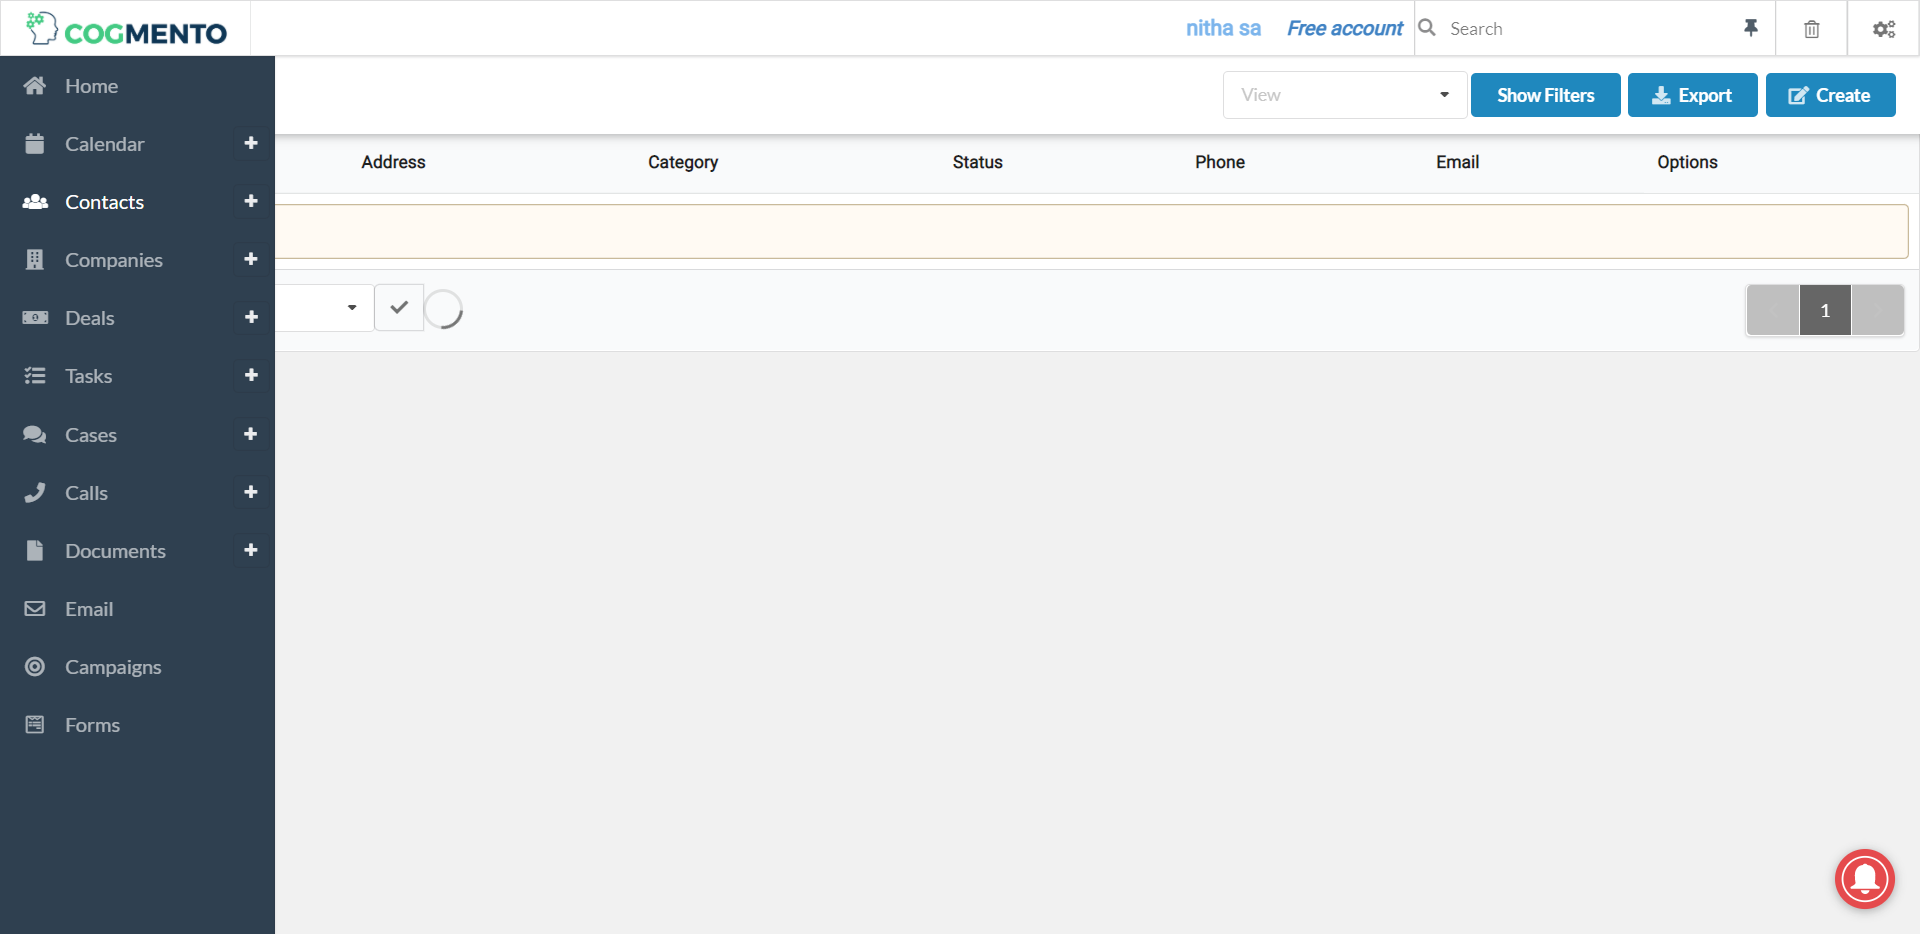 COGMENTO
nitha sa
Free account
Search
Home
Calendar
Contacts
Companies
Deals
Tasks
Cases
Calls
Documents
Email
Campaigns
Forms
View
Show Filters
Export
Create
Address
Category
Status
Phone
Email
Options
1